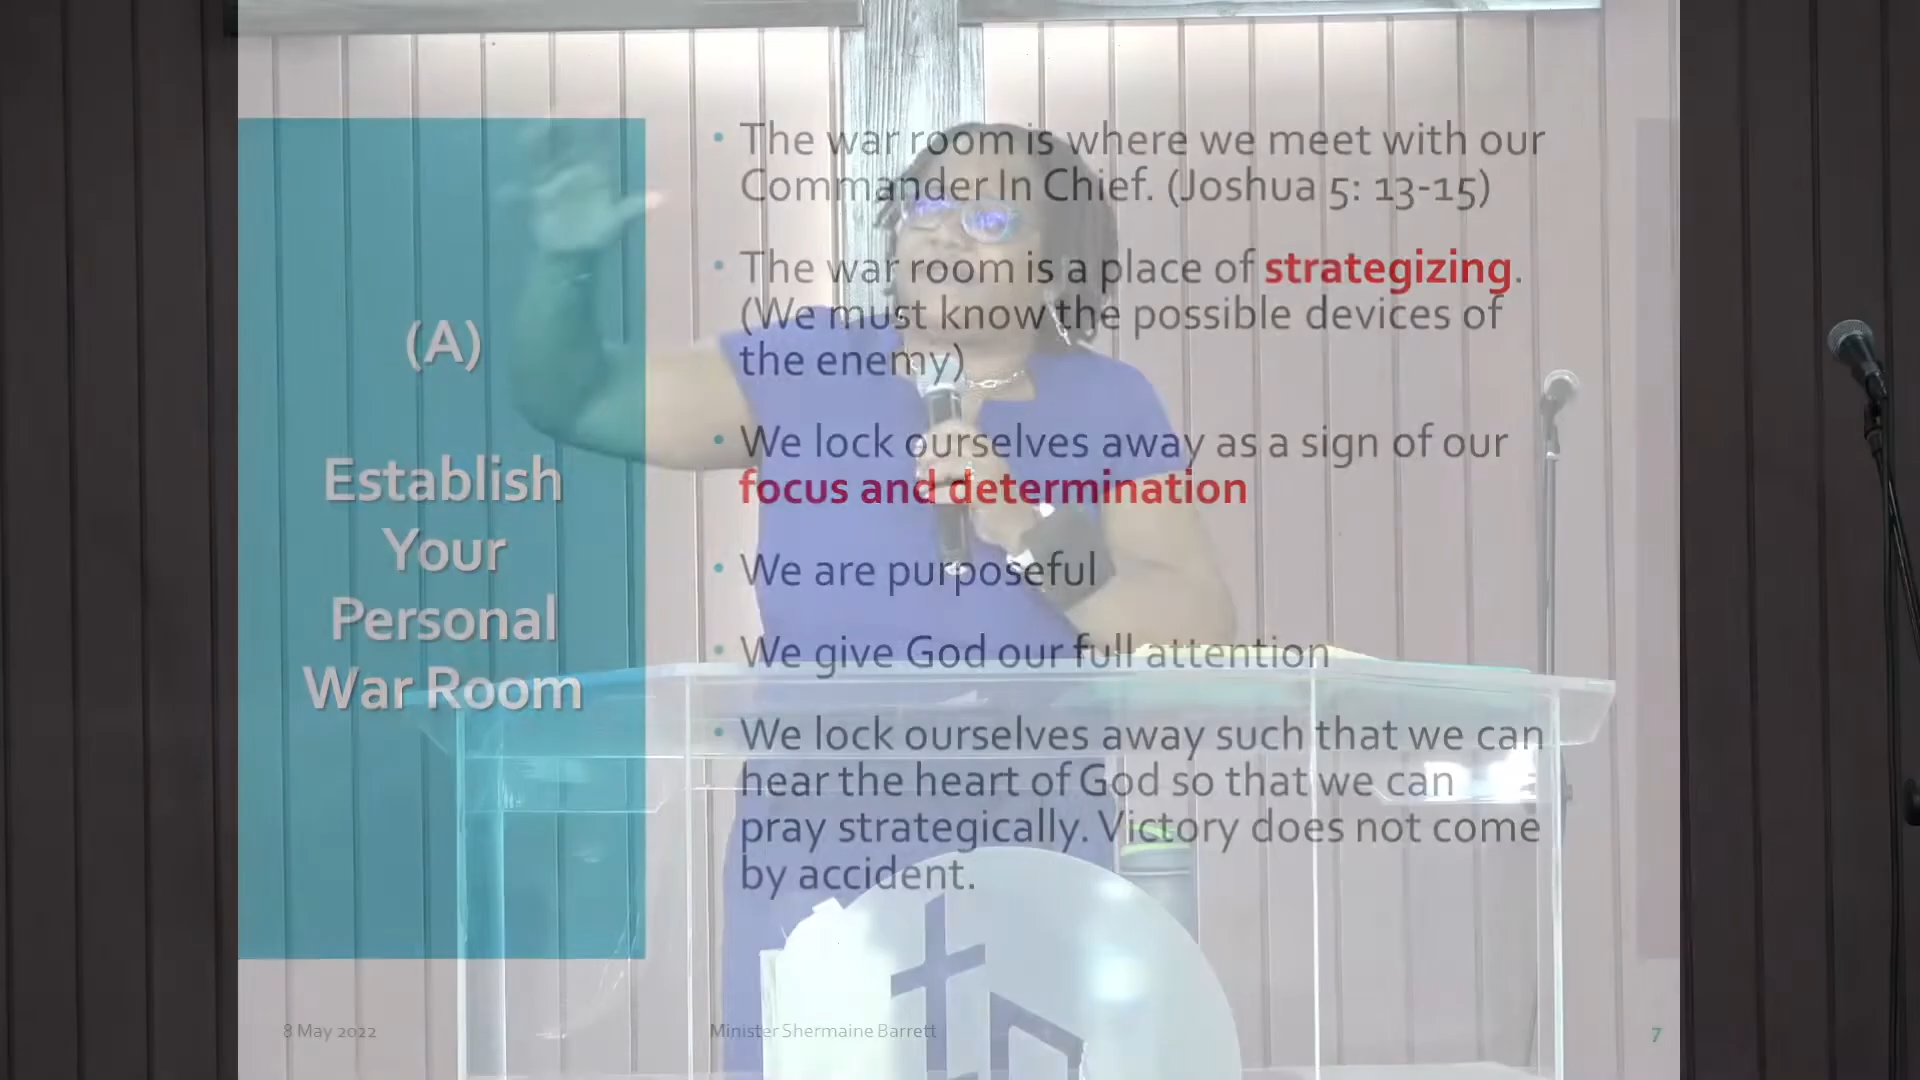 (A)
Establish
Your
Personal
War Room
• The war room is where we meet with our
Commander In Chief. (Joshua 5: 13-15)
• The war room is a place of strategizing.
(We must know the possible devices of
the enemy)
• We lock ourselves away as a sign of our
focus and determination
• We are purposeful
• We give God our full attention
• We lock ourselves away such that we can
hear the heart of God so that we can
pray strategically. Victory does not come
by accident.
8 May 2022
Minister Shermaine Barrett
7